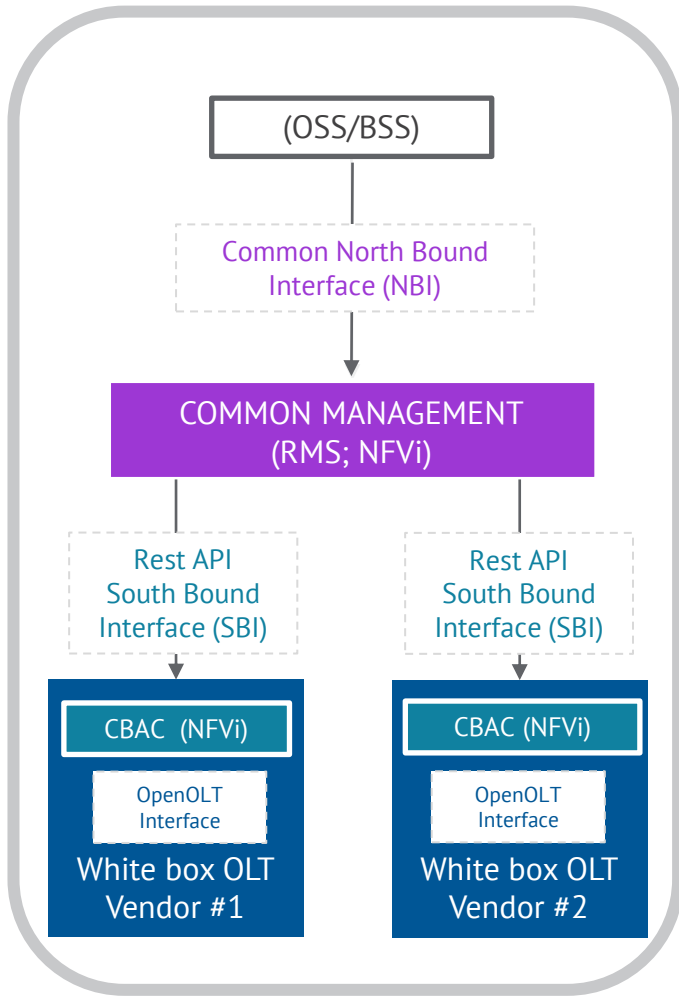 (OSS/BSS)
Common North Bound
Interface (NBI)
COMMON MANAGEMENT
(RMS; NFVi)
Rest API
South Bound
Interface (SBI)
Rest API
South Bound
Interface (SBI)
CBAC (NFVi)
OpenOLT
Interface
White box OLT
Vendor #1
CBAC (NFVi)
OpenOLT
Interface
White box OLT
Vendor #2